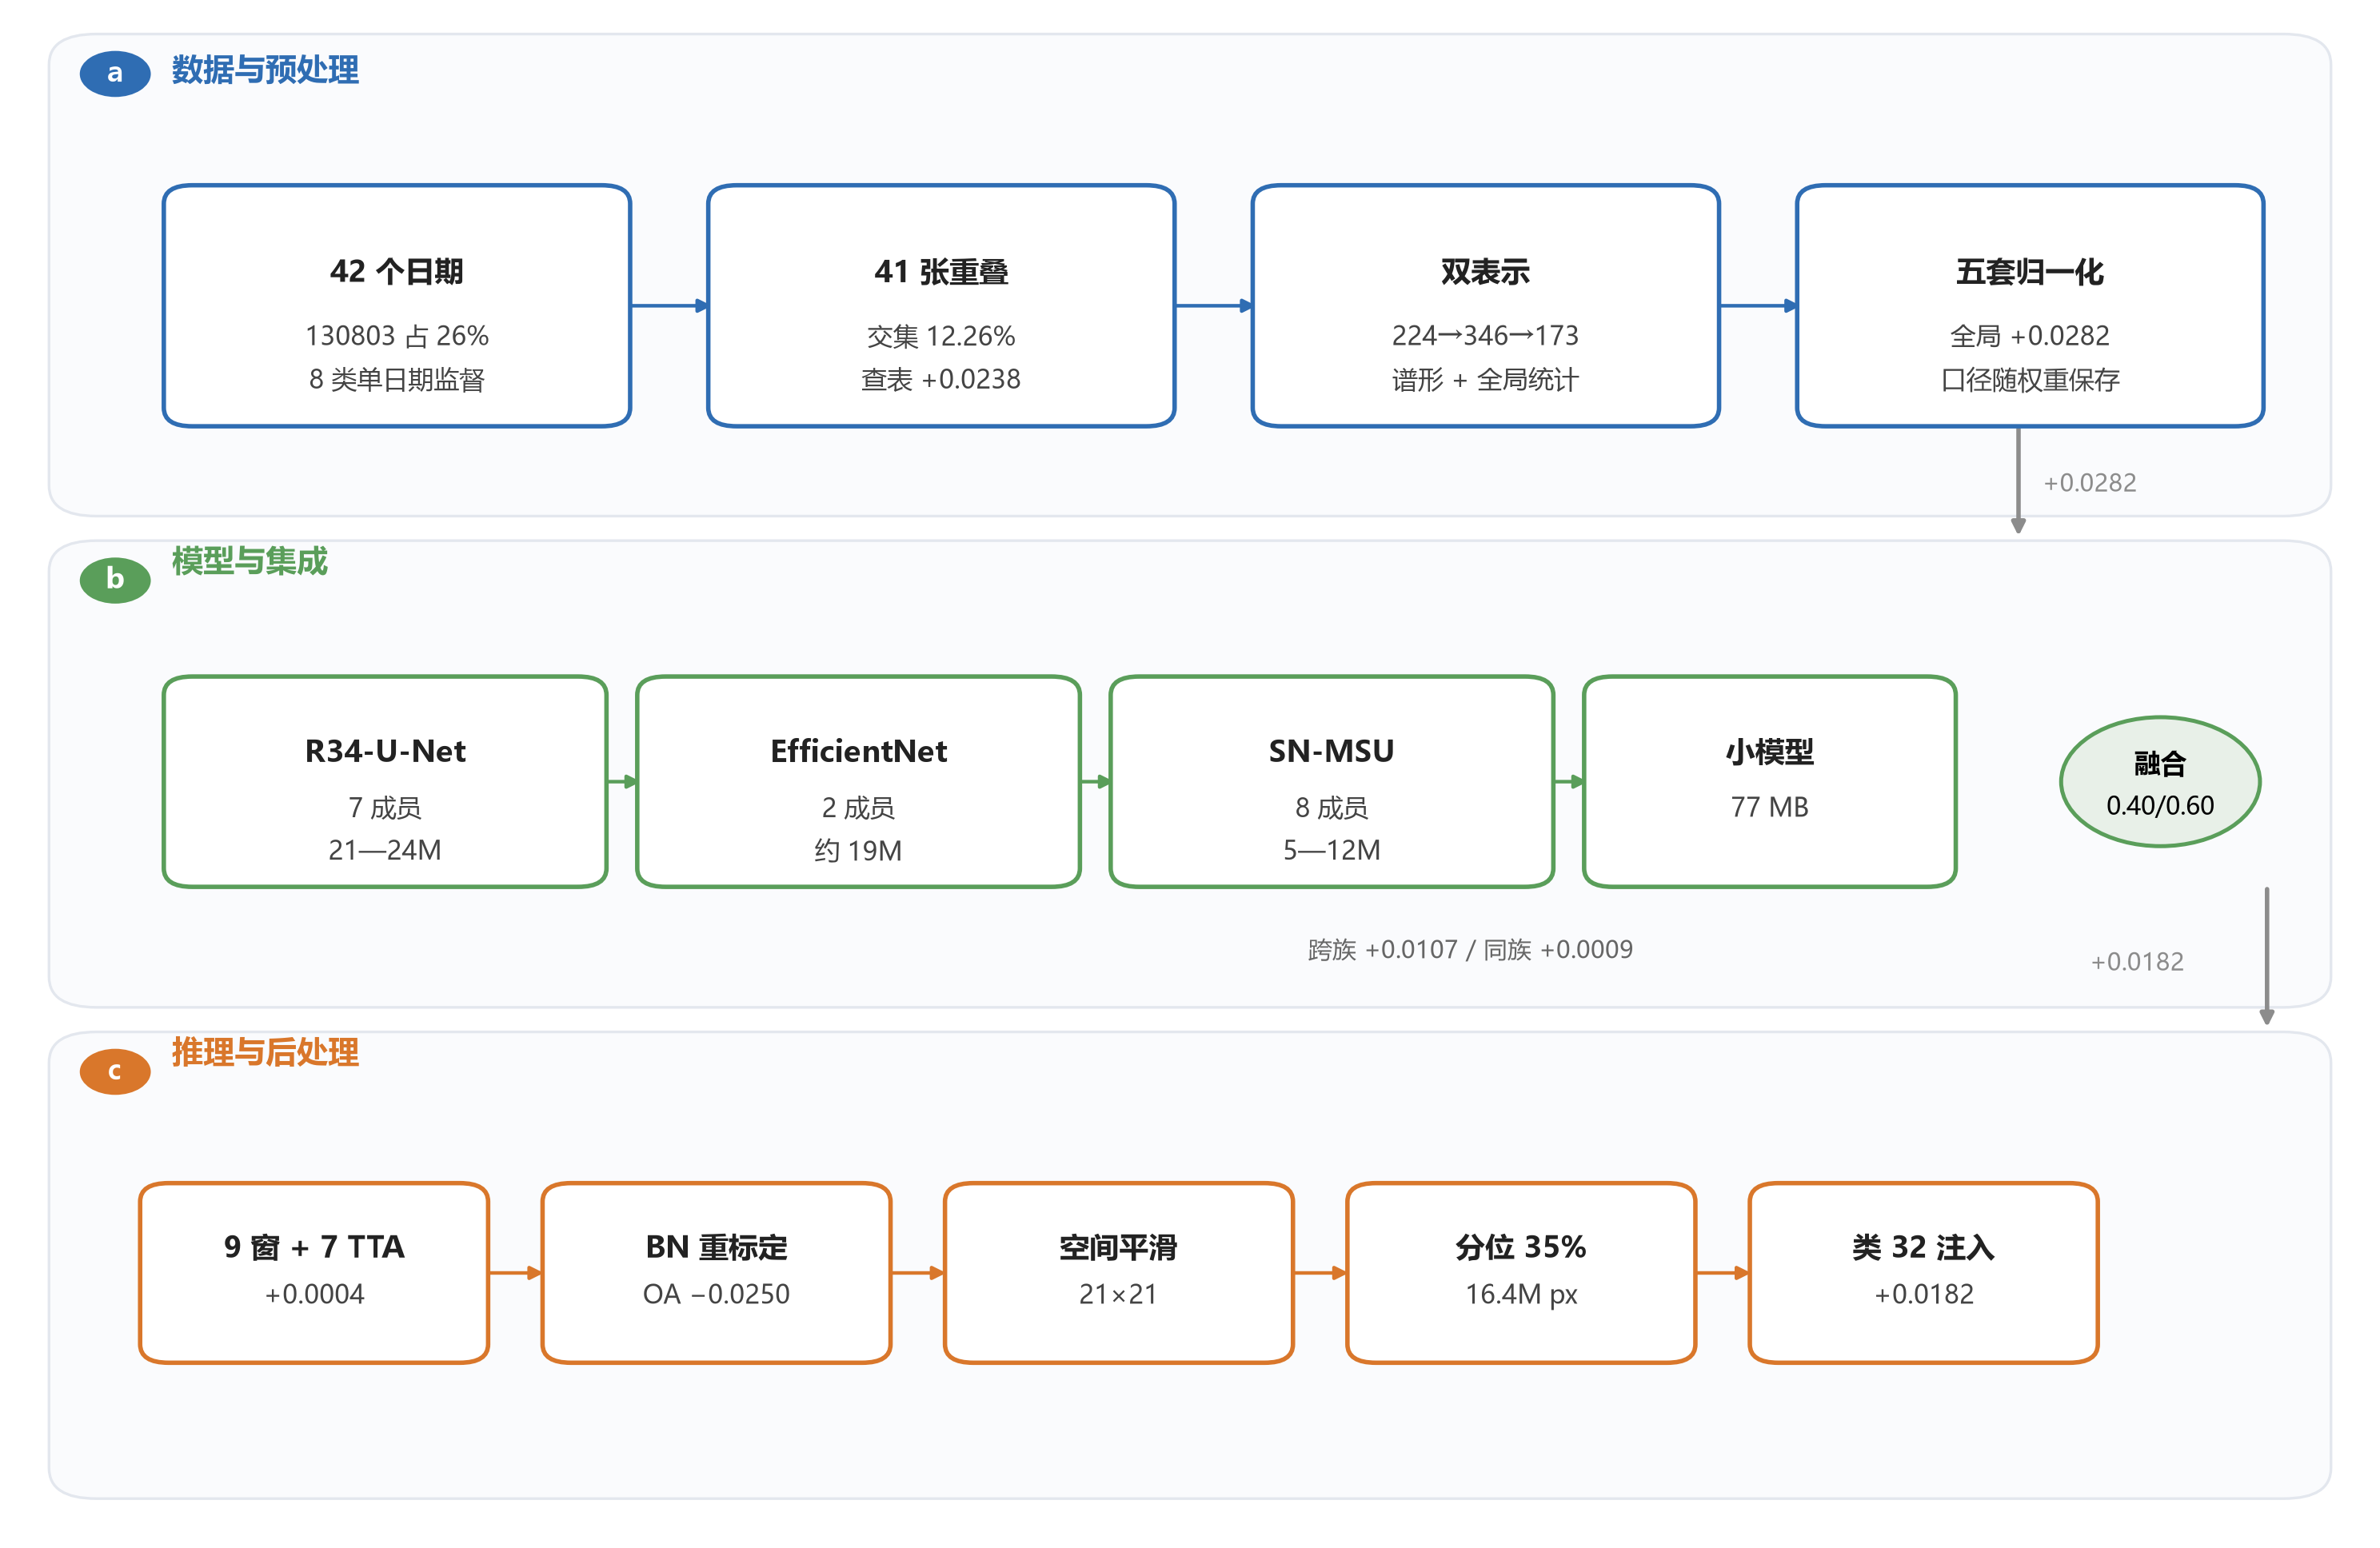 a 数据与预处理
42 个日期
130803 占 26%
8 类单日期监督
41 张重叠
交集 12.26%
查表 +0.0238
双表示
224→346→173
谱形 + 全局统计
五套归一化
全局 +0.0282
口径随权重保存
+0.0282
b 模型与集成
R34-U-Net
7 成员
21—24M
EfficientNet
2 成员
约 19M
SN-MSU
8 成员
5—12M
小模型
77 MB
融合
0.40/0.60
跨族 +0.0107 / 同族 +0.0009
+0.0182
c 推理与后处理
9 窗 + 7 TTA
+0.0004
BN 重标定
OA −0.0250
空间平滑
21×21
分位 35%
16.4M px
类 32 注入
+0.0182